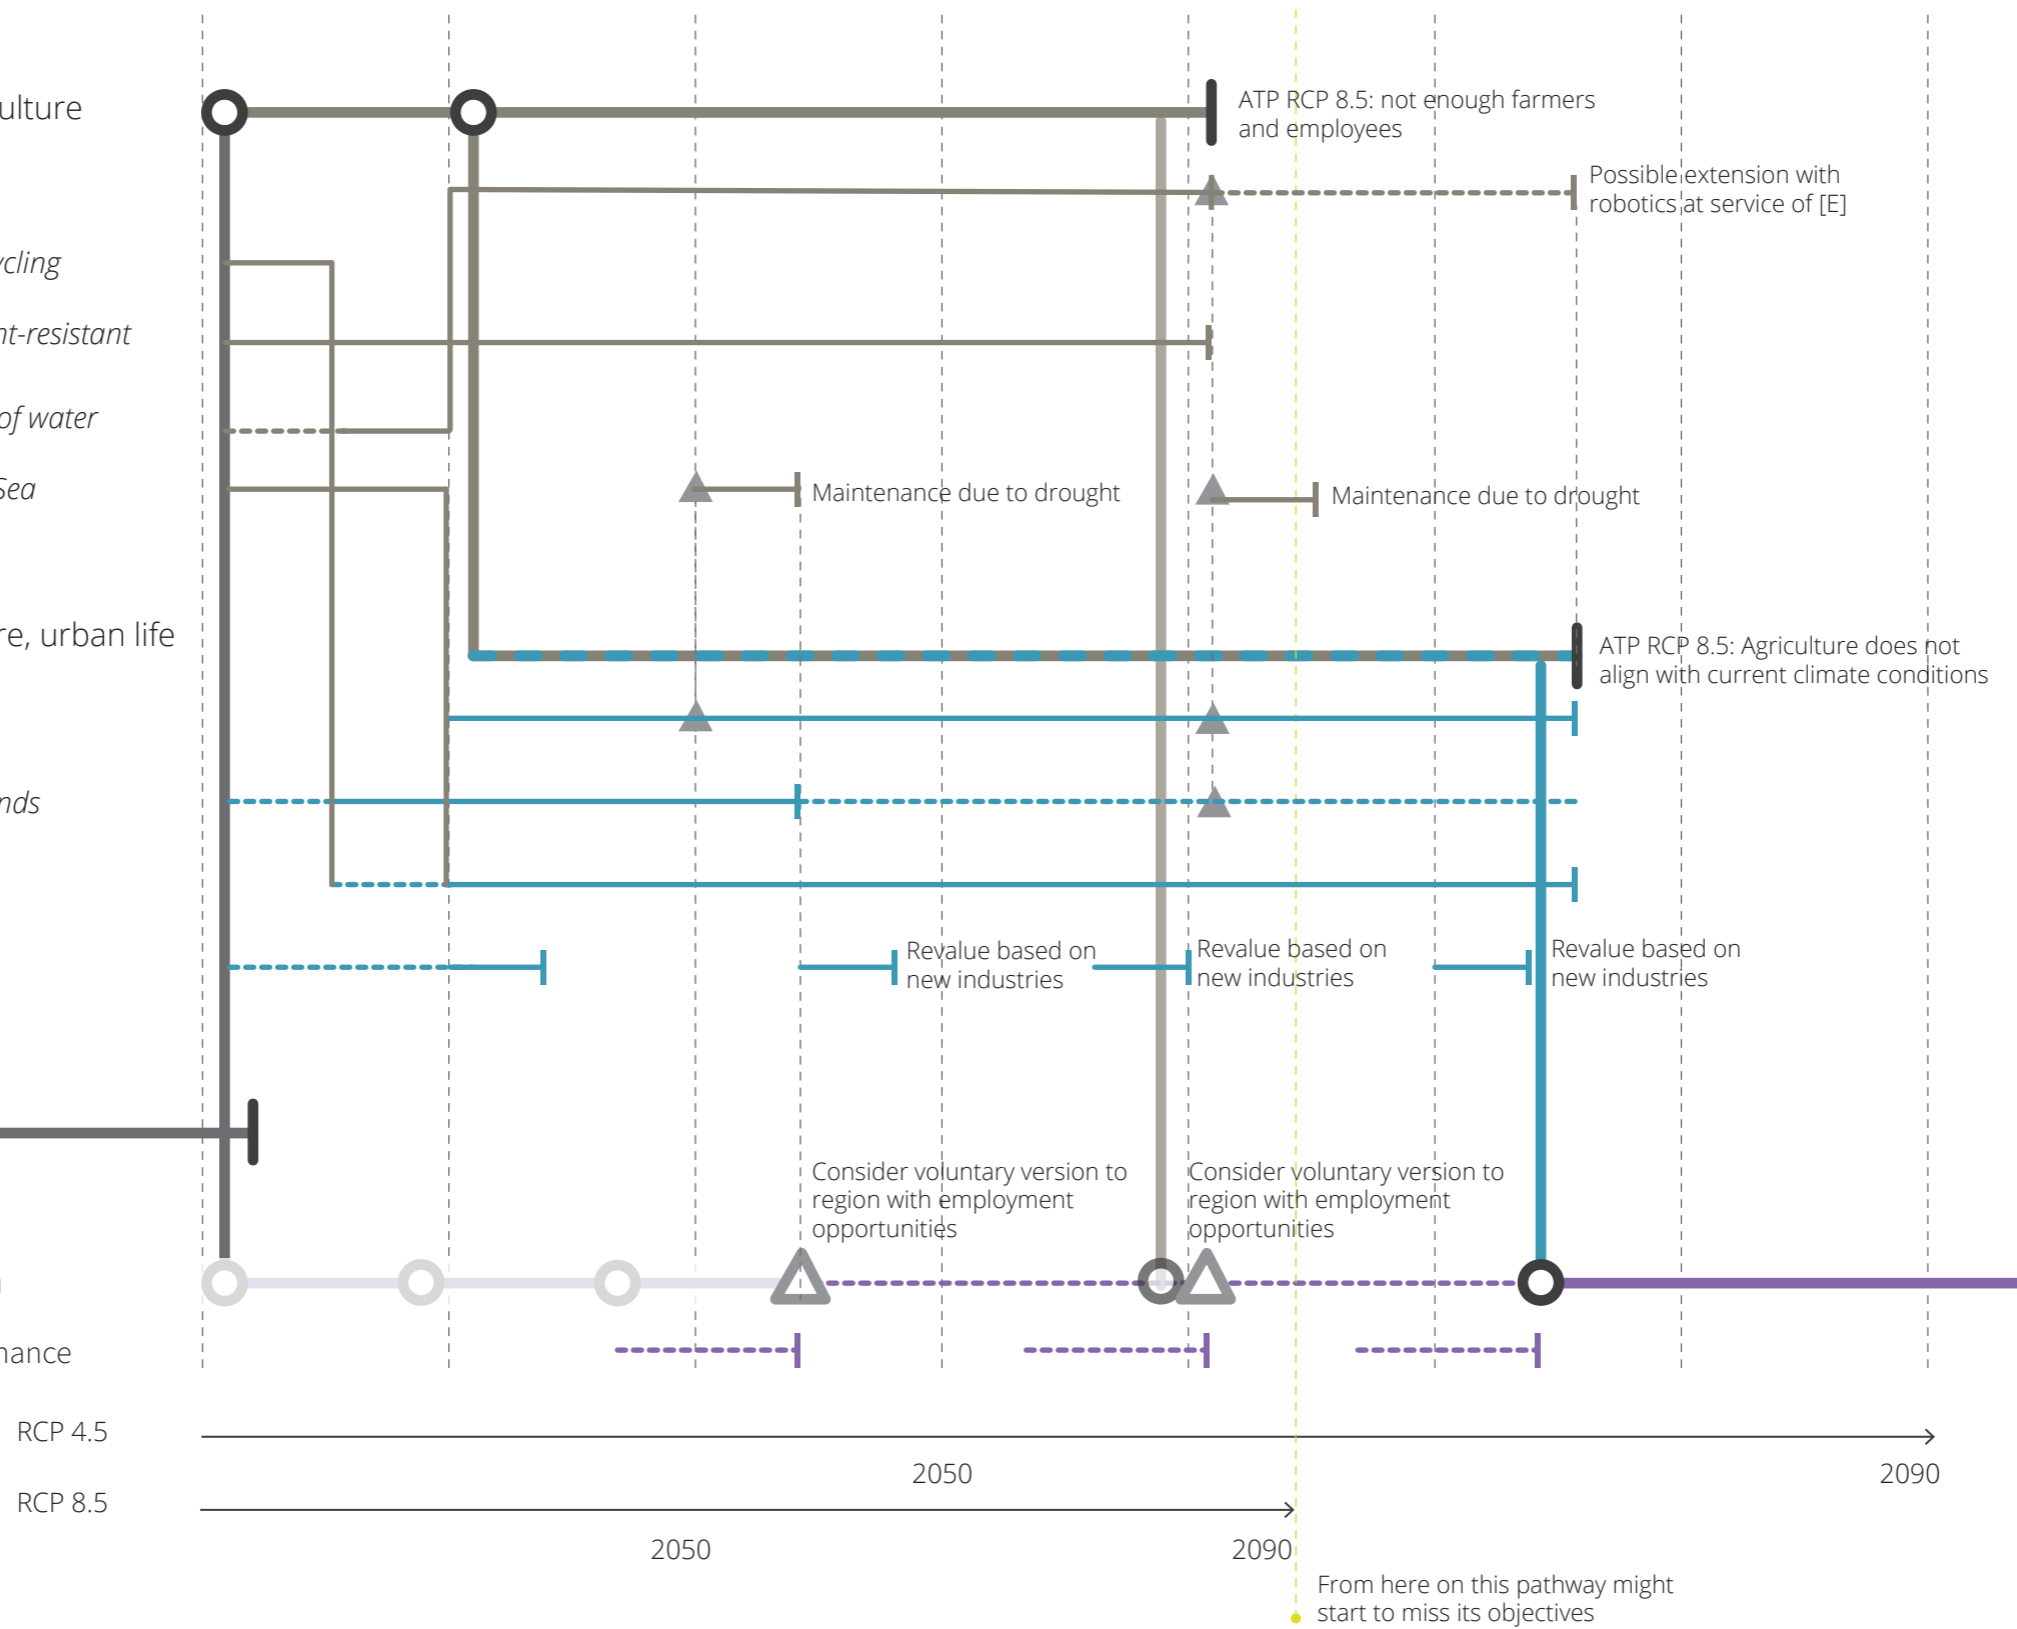 ulture
ATP RCP 8.5: not enough farmers
and employees
Possible extension with
robotics at service of [E]
ycling
nt-resistant
of water
Sea
Maintenance due to drought
Maintenance due to drought
re, urban life
ATP RCP 8.5: Agriculture does not
align with current climate conditions
nds
Revalue based on
new industries
Revalue based on
new industries
Revalue based on
new industries
Consider voluntary version to
region with employment
opportunities
Consider voluntary version to
region with employment
opportunities
nance
RCP 4.5
2050
2090
RCP 8.5
2050
2090
From here on this pathway might
start to miss its objectives